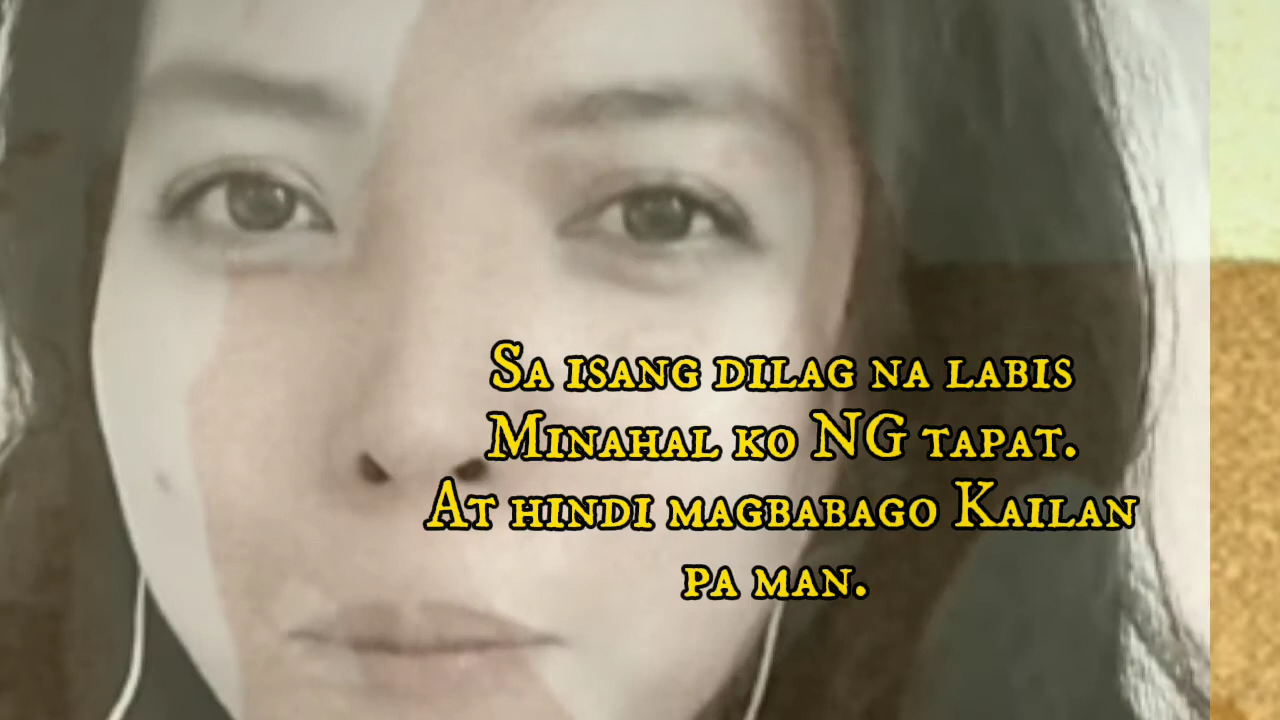 Sa isang dilag na labis
Minahal ko NG tapat.
At hindi magbabago Kailan
pa man.